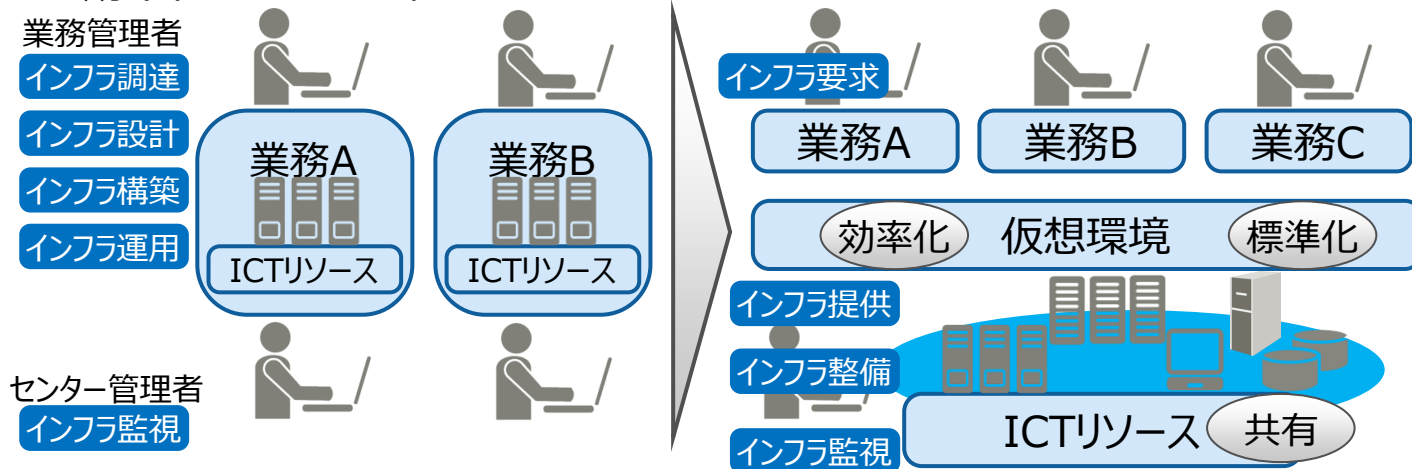 業務管理者
インフラ調達
インフラ設計
インフラ構築
インフラ運用
業務A
ICTリソース
業務B
ICTリソース
センター管理者
インフラ監視
インフラ要求
業務A
業務B
業務C
効率化
仮想環境
標準化
インフラ提供
インフラ整備
インフラ監視
ICTリソース
共有